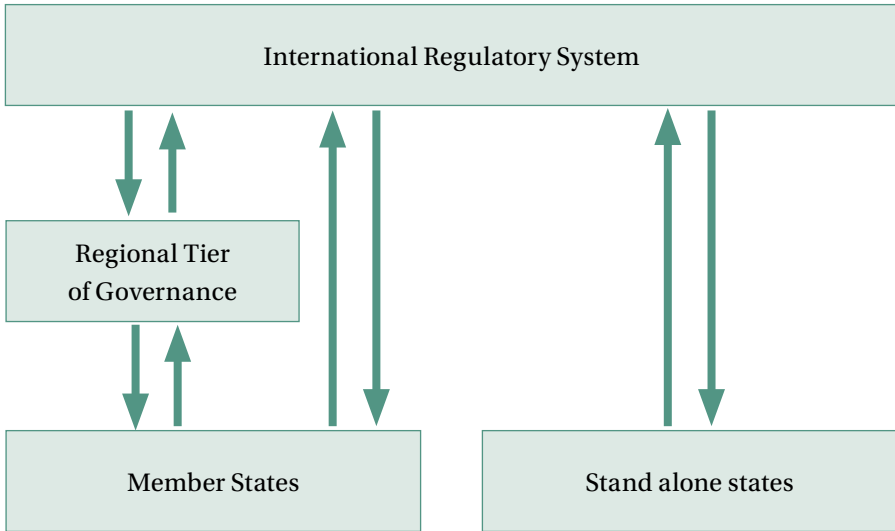 International Regulatory System
Regional Tier
of Governance
Member States
Stand alone states